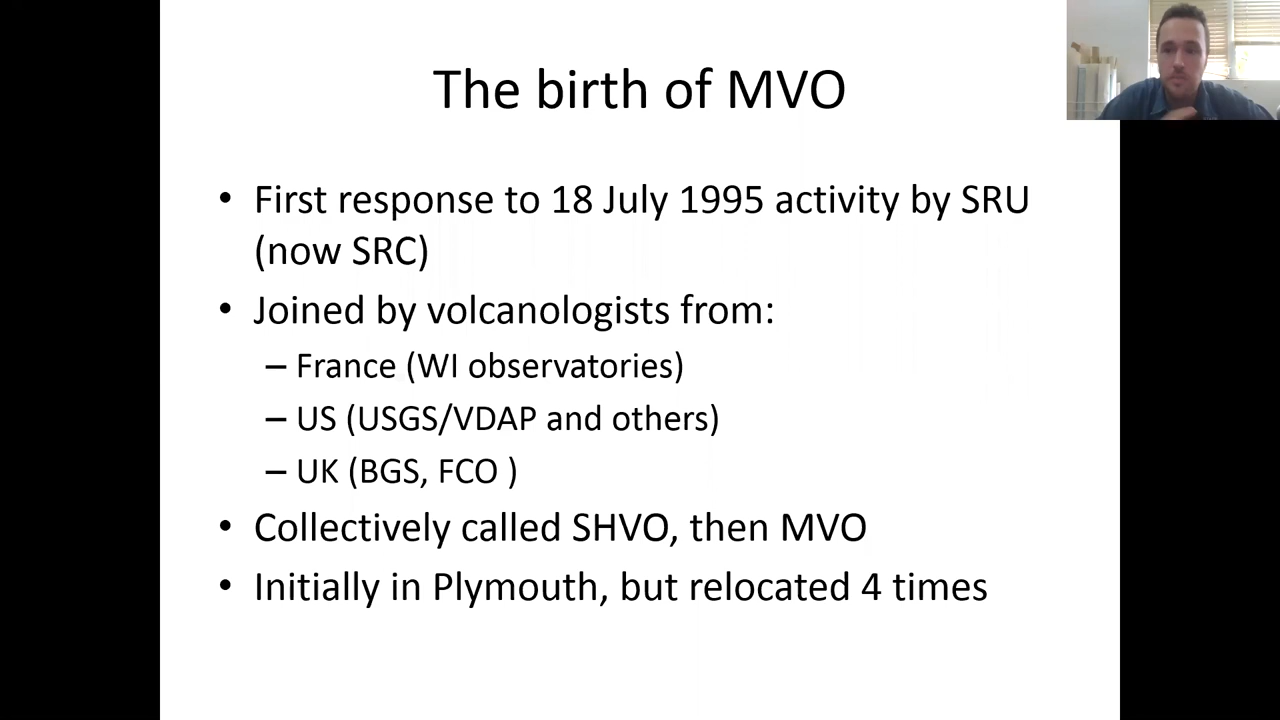 The birth of MVO
• First response to 18 July 1995 activity by SRU
(now SRC)
• Joined by volcanologists from:
– France (WI observatories)
– US (USGS/VDAP and others)
– UK (BGS, FCO )
• Collectively called SHVO, then MVO
• Initially in Plymouth, but relocated 4 times